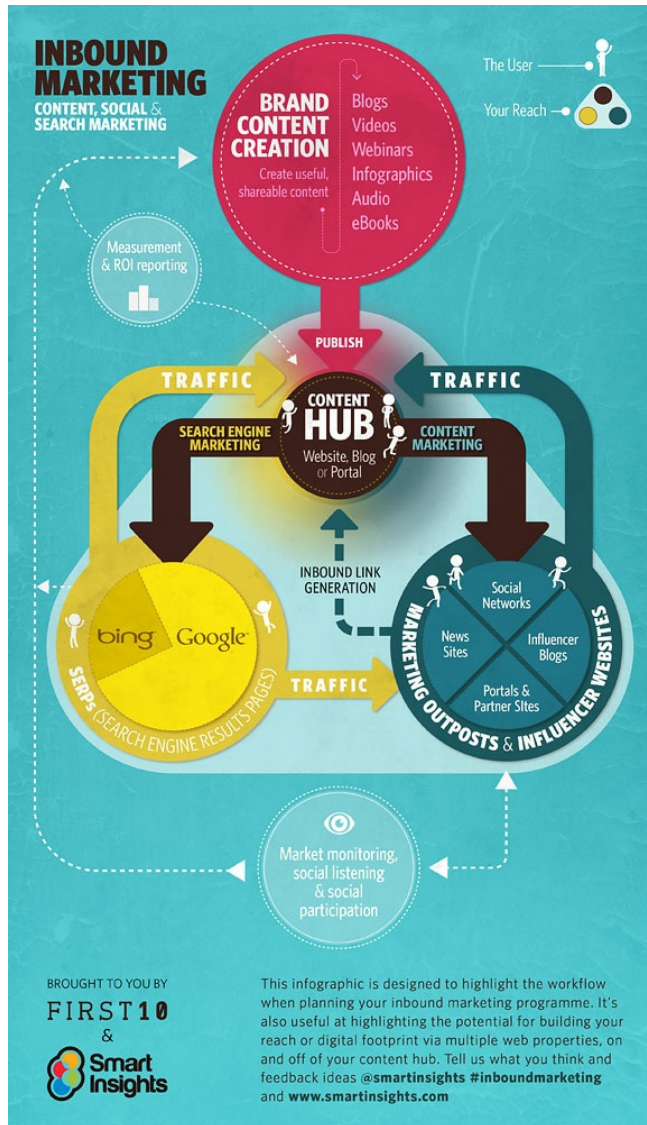 INBOUND
MARKETING
CONTENT, SOCIAL &
SEARCH MARKETING
The User
Your Reach
BRAND
CONTENT
CREATION
Create useful,
shareable content
Blogs
Videos
Webinars
Infographics
Audio
eBooks
Measurement
& ROI reporting
PUBLISH
TRAFFIC
TRAFFIC
SEARCH ENGINE
MARKETING
CONTENT
HUB
Website, Blog
or Portal
CONTENT
MARKETING
INBOUND LINK
GENERATION
bing
Google
SERPs (SEARCH ENGINE RESULTS PAGES)
TRAFFIC
Social
Networks
News
Sites
Influencer
Blogs
Portals &
Partner SItes
MARKETING OUTPOSTS & INFLUENCER WEBSITES
Market monitoring,
social listening
& social
participation
BROUGHT TO YOU BY
FIRST10
&
Smart
Insights
This infographic is designed to highlight the workflow
when planning your inbound marketing programme. It's
also useful at highlighting the potential for building your
reach or digital footprint via multiple web properties, on
and off of your content hub. Tell us what you think and
feedback ideas @smartinsights #inboundmarketing
and www.smartinsights.com